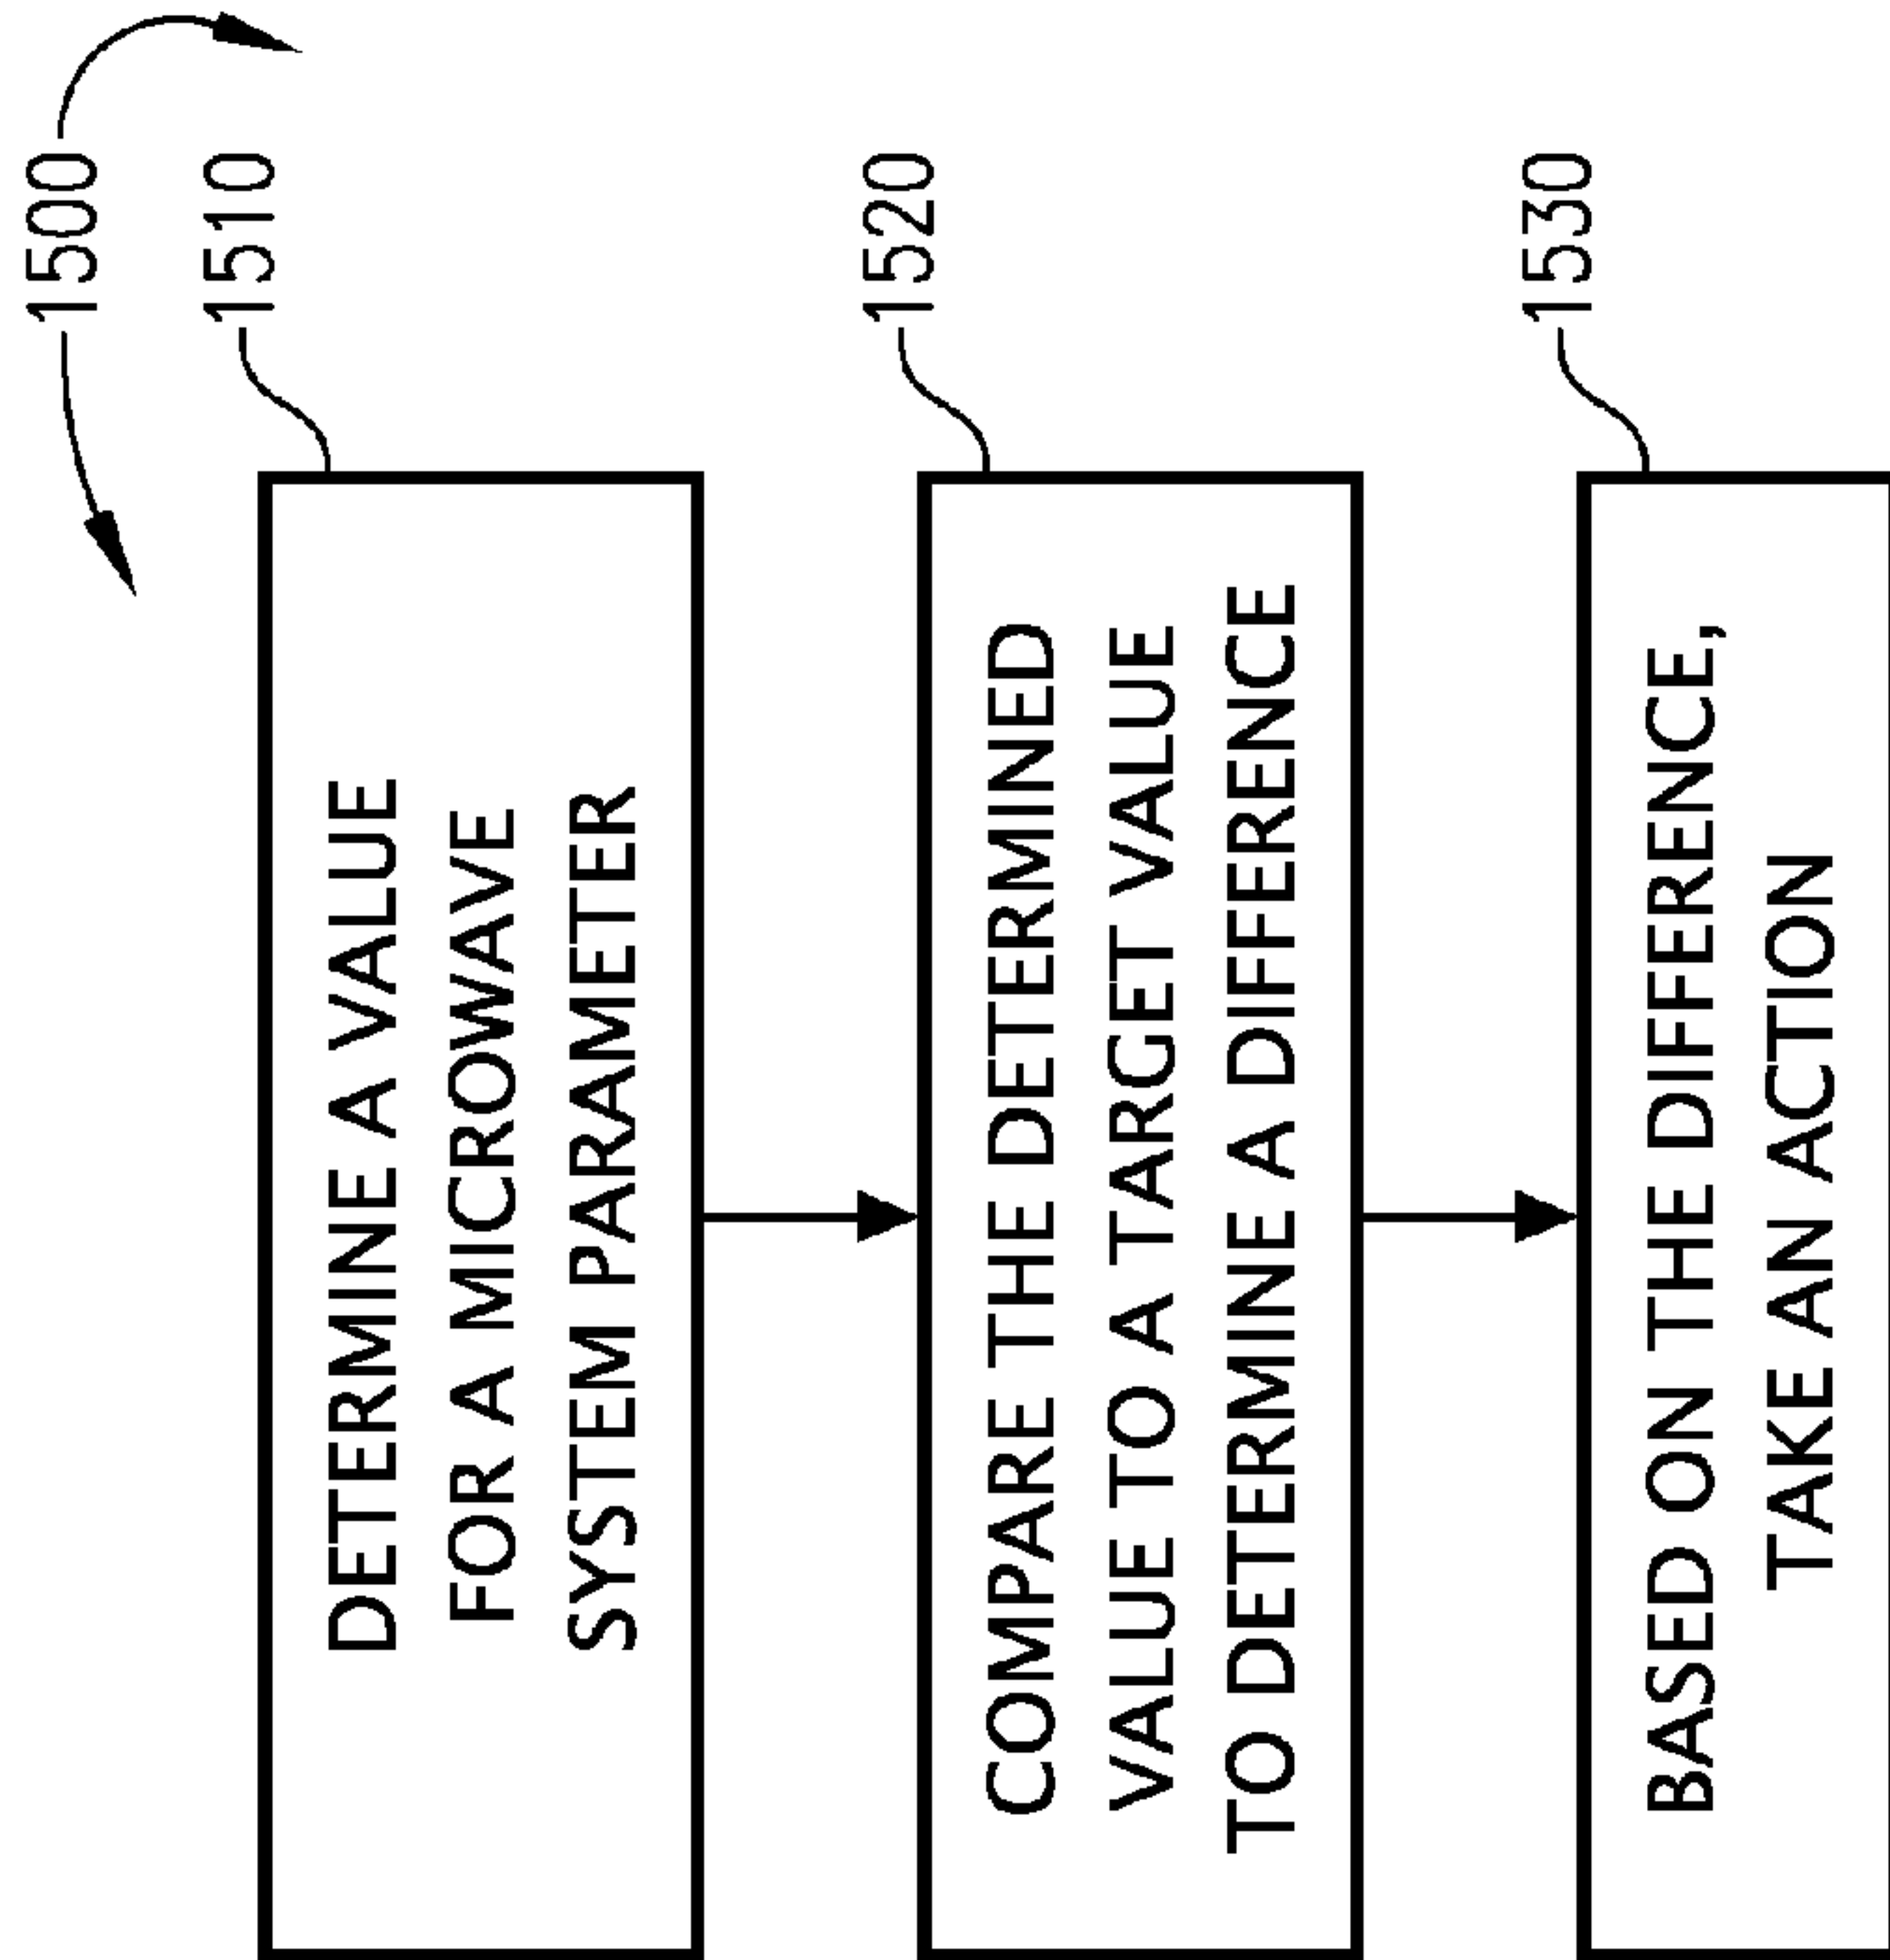 1500
1510
DETERMINE A VALUE
FOR A MICROWAVE
SYSTEM PARAMETER
1520
COMPARE THE DETERMINED
VALUE TO A TARGET VALUE
TO DETERMINE A DIFFERENCE
1530
BASED ON THE DIFFERENCE,
TAKE AN ACTION